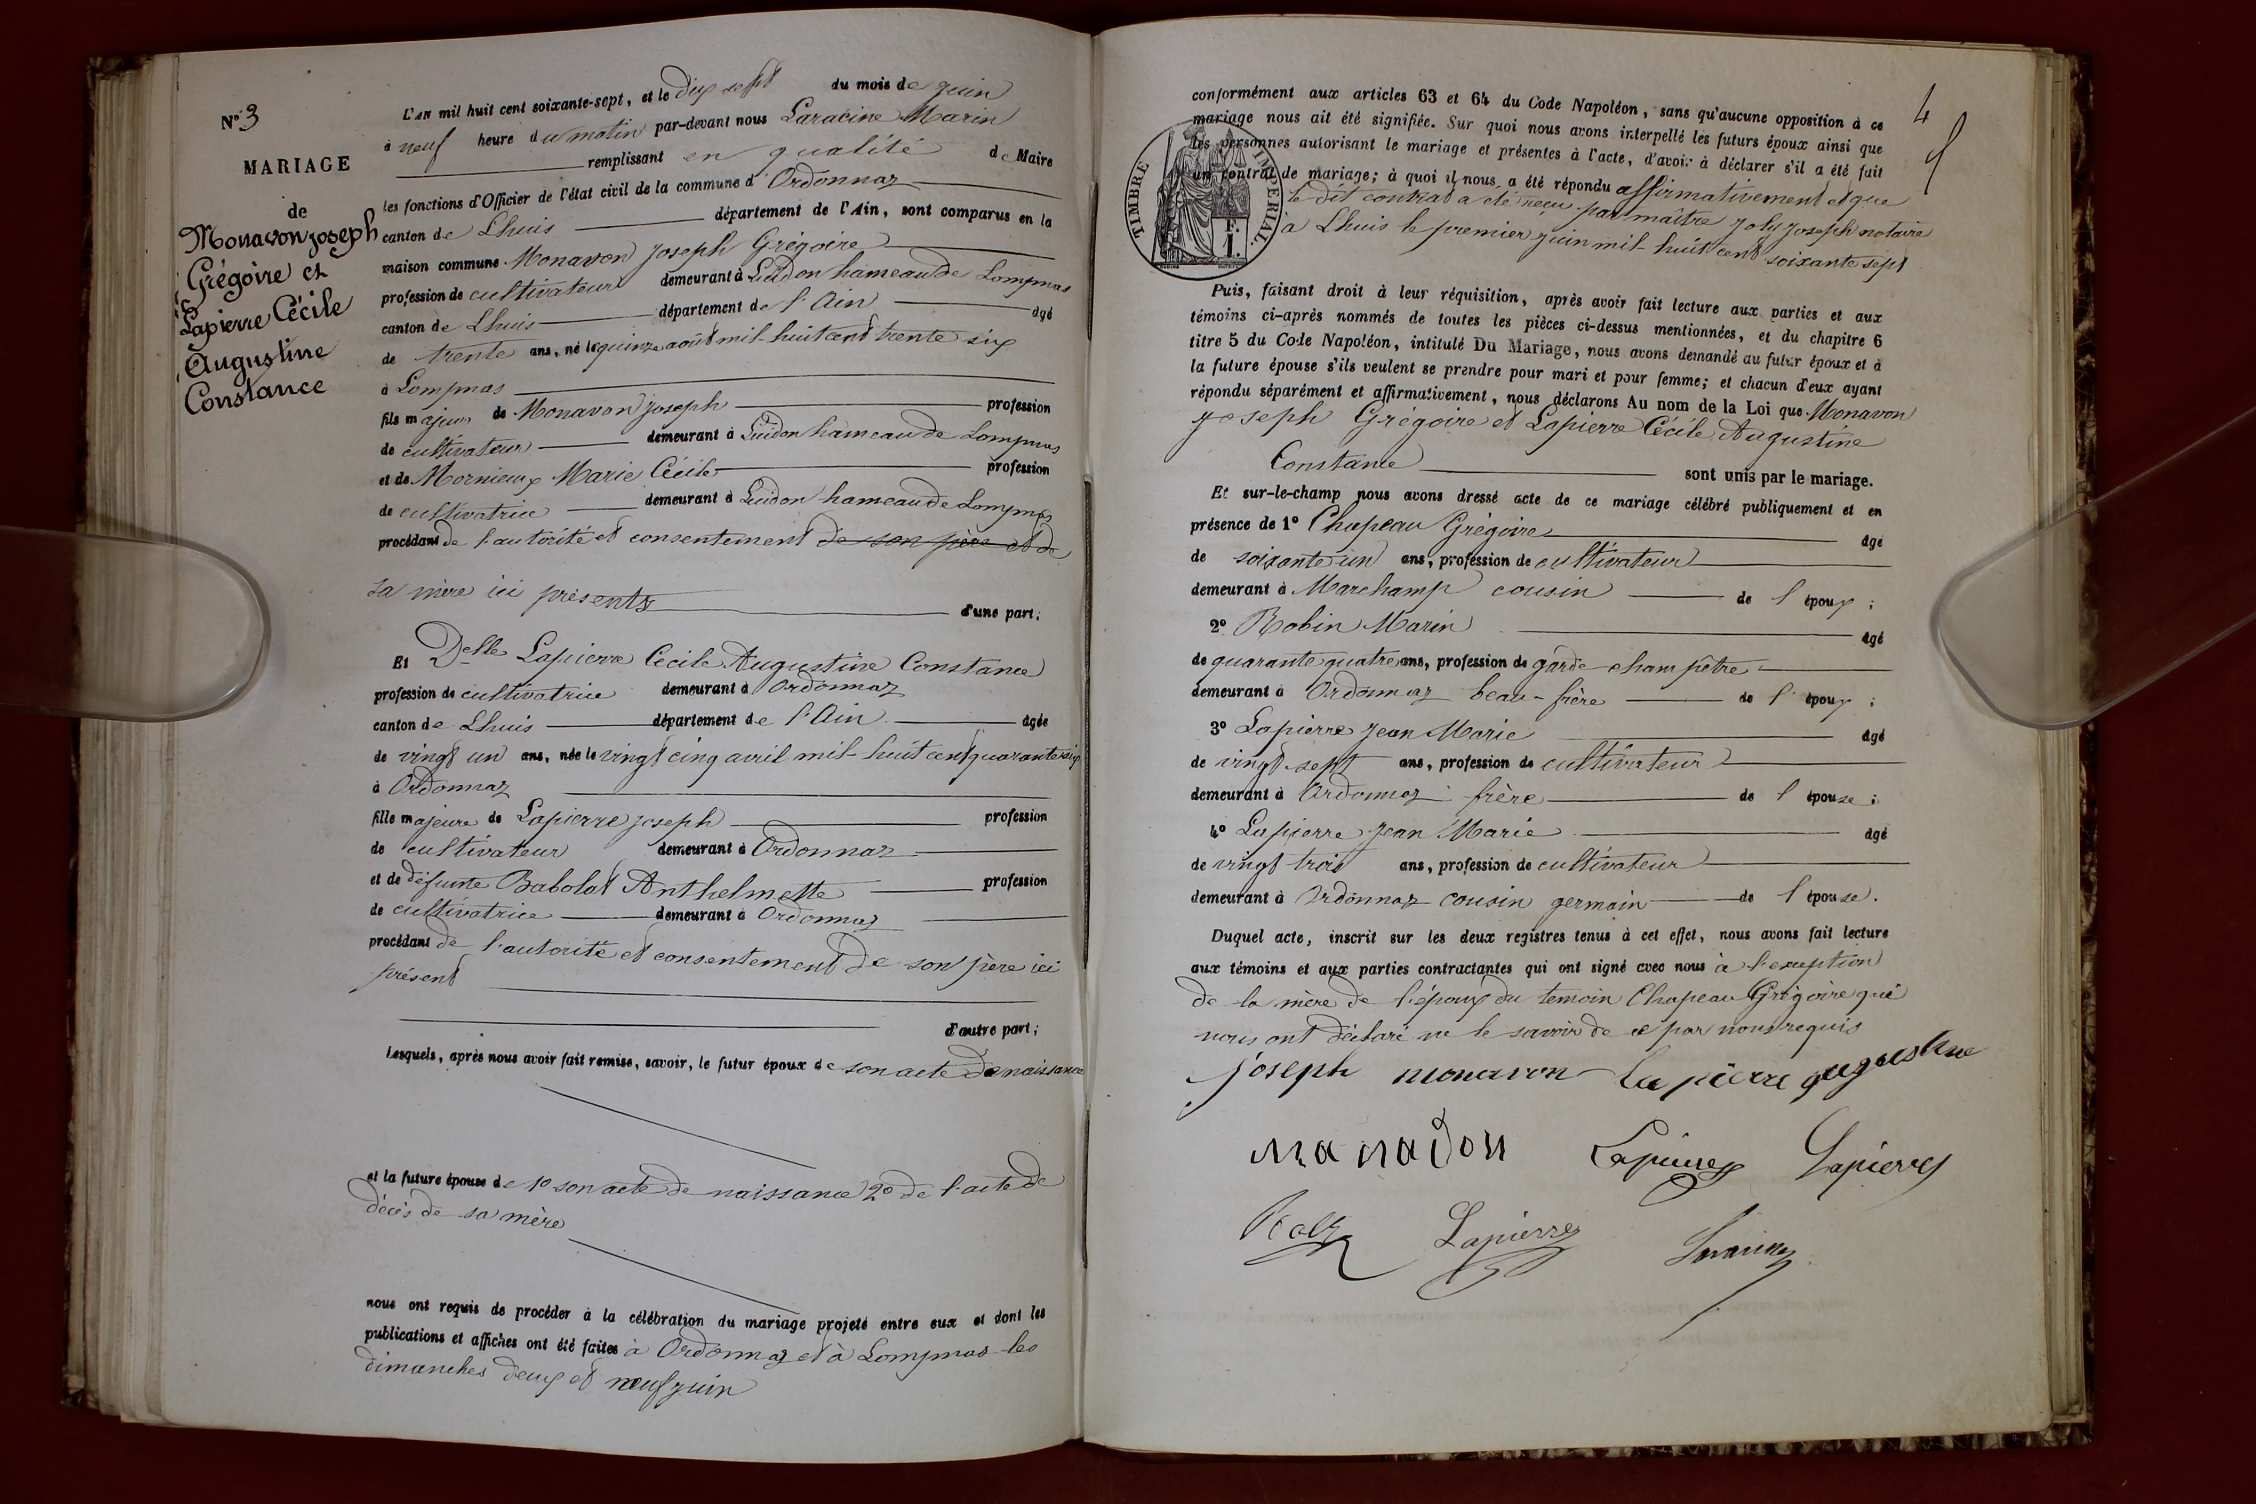 N° 3
MARIAGE
de
Monavon joseph
Grégoire et
Lapierre Cécile
Augustine
Constance
L'an mil huit cent soixante-sept, et le dix sept du mois de juin
à neuf heure du matin par-devant nous Laracine Marin
remplissant en qualité de Maire
les fonctions d'Officier de l'état civil de la commune d'Ordonnaz
canton de Lhuis département de l'Ain, sont comparus en la
maison commune Monavon joseph Grégoire
profession de cultivateur demeurant à Luidon hameau de Lompnas
canton de Lhuis département de l'Ain âgé
de trente ans, né le quinze août mil huit cent trente six
à Lompnas
fils majeur de Monavon joseph profession
de cultivateur demeurant à Luidon hameau de Lompnas
et de Mornieux Marie Cécile profession
de cultivatrice demeurant à Luidon hameau de Lompnas
procédant de l'autorité et consentement de son père et de
sa mère ici présents d'une part;
Et Delle Lapierre Cecile Augustine Constance
profession de cultivatrice demeurant à Ordonnaz
canton de Lhuis département de l'Ain âgée
de vingt un ans, née le vingt cinq avril mil huit cent quarante six
à Ordonnaz
fille majeure de Lapierre joseph profession
de cultivateur demeurant à Ordonnaz
et de défunte Babolat Anthelmette profession
de cultivatrice demeurant à Ordonnaz
procédant de l'autorité et consentement de son père ici
présent
d'autre part;
Lesquels, après nous avoir fait remise, savoir, le futur époux de son acte de naissance
et la future épouse de 1° son acte de naissance 2° de l'acte de
décès de sa mère
nous ont requis de procéder à la célébration du mariage projeté entre eux et dont les
publications et affiches ont été faites à Ordonnaz et à Lompnas les
dimanches deux et neuf juin
4
conformément aux articles 63 et 64 du Code Napoléon, sans qu'aucune opposition à ce
mariage nous ait été signifiée. Sur quoi nous avons interpellé les futurs époux ainsi que
les personnes autorisant le mariage et présentes à l'acte, d'avoir à déclarer s'il a été fait
un contrat de mariage; à quoi il nous a été répondu affirmativement et que
le dit contrat a été reçu par maître Joly joseph notaire
à Lhuis le premier juin mil huit cent soixante sept
TIMBRE IMPÉRIAL
1 F.
Puis, faisant droit à leur réquisition, après avoir fait lecture aux parties et aux
témoins ci-après nommés de toutes les pièces ci-dessus mentionnées, et du chapitre 6
titre 5 du Code Napoléon, intitulé Du Mariage, nous avons demandé au futur époux et à
la future épouse s'ils veulent se prendre pour mari et pour femme; et chacun d'eux ayant
répondu séparément et affirmativement, nous déclarons Au nom de la Loi que Monavon
joseph Grégoire et Lapierre Cécile Augustine
Constance sont unis par le mariage.
Et sur-le-champ nous avons dressé acte de ce mariage célébré publiquement et en
présence de 1° Chapeau Grégoire âgé
de soixante un ans, profession de cultivateur
demeurant à Marchamp cousin de l'époux;
2° Robin Marin âgé
de quarante quatre ans, profession de garde champêtre
demeurant à Ordonnaz beau-frère de l'époux;
3° Lapierre jean Marie âgé
de vingt sept ans, profession de cultivateur
demeurant à Ordonnaz frère de l'épouse;
4° Lapierre jean Marie âgé
de vingt trois ans, profession de cultivateur
demeurant à Ordonnaz cousin germain de l'épouse.
Duquel acte, inscrit sur les deux registres tenus à cet effet, nous avons fait lecture
aux témoins et aux parties contractantes qui ont signé avec nous à l'exception
de la mère de l'époux du temoin Chapeau Grégoire qui
nous ont déclaré ne le savoir de ce par nous requis
joseph monavon lapierre augustine
manadon Lapierre Lapierre
Lapierre